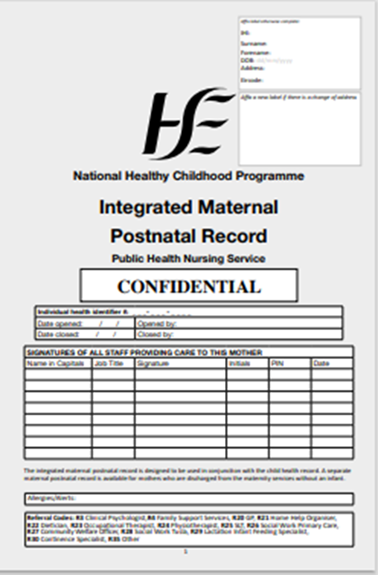 Affix label otherwise complete:
IHI:
Surname:
Forename:
DOB:
Address:
Eircode:
Affix a new label if there is a change of address
HSE
National Healthy Childhood Programme
Integrated Maternal
Postnatal Record
Public Health Nursing Service
CONFIDENTIAL
Individual health identifier #: _ _ _-_ _ _-_ _ _ _
Date opened: / / Opened by:
Date closed: / / Closed by:
SIGNATURES OF ALL STAFF PROVIDING CARE TO THIS MOTHER
Name in Capitals Job Title Signature Initials PIN Date
The integrated maternal postnatal record is designed to be used in conjunction with the child health record. A separate
maternal postnatal record is available for mothers who are discharged from the maternity services without an infant.
Allergies/Alerts:
Referral Codes: R3 Clinical Psychologist, R8 Family Support Services, R20 GP, R21 Home Help Organiser,
R22 Dietician, R23 Occupational Therapist, R24 Physiotherapist, R25 SLT, R26 Social Work Primary Care,
R27 Community Welfare Officer, R28 Social Work Tusla, R29 Lactation Infant Feeding Specialist,
R30 Continence Specialist, R35 Other
1